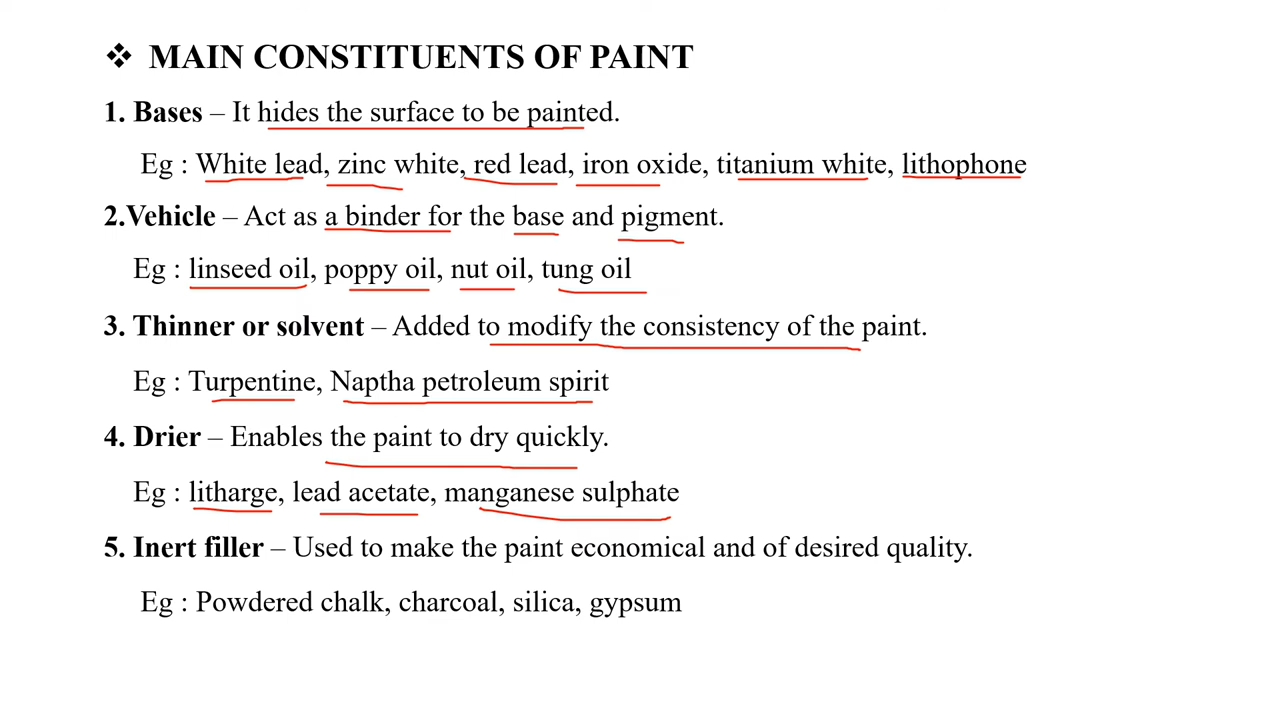 ❖ MAIN CONSTITUENTS OF PAINT
1. Bases – It hides the surface to be painted.
Eg : White lead, zinc white, red lead, iron oxide, titanium white, lithophone
2.Vehicle – Act as a binder for the base and pigment.
Eg : linseed oil, poppy oil, nut oil, tung oil
3. Thinner or solvent – Added to modify the consistency of the paint.
Eg : Turpentine, Naptha petroleum spirit
4. Drier – Enables the paint to dry quickly.
Eg : litharge, lead acetate, manganese sulphate
5. Inert filler – Used to make the paint economical and of desired quality.
Eg : Powdered chalk, charcoal, silica, gypsum